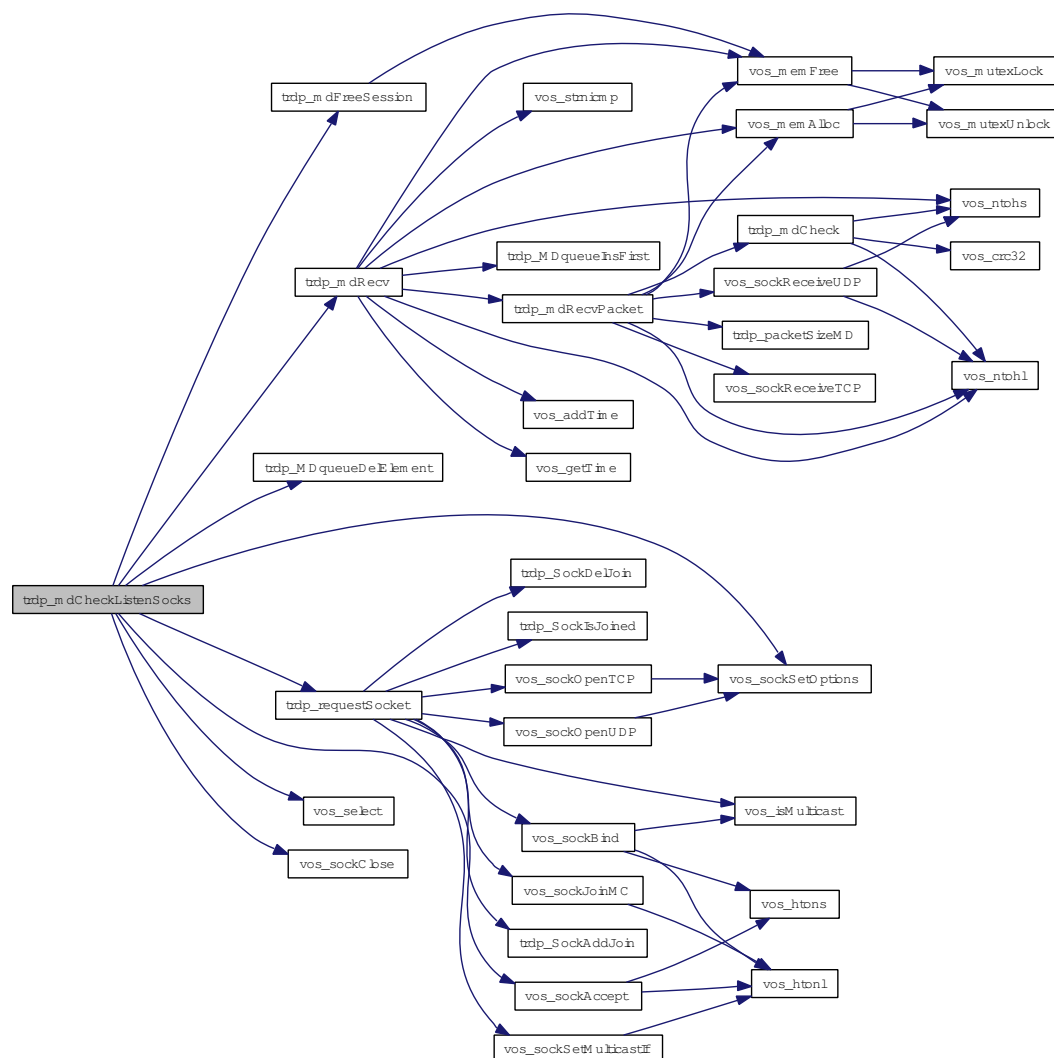 vos_memFree
vos_mutexLock
trdp_mdFreeSession
vos_strnicmp
vos_memAlloc
vos_mutexUnlock
vos_ntohs
trdp_mdCheck
trdp_MDqueueInsFirst
vos_crc32
trdp_mdRecv
vos_sockReceiveUDP
trdp_mdRecvPacket
trdp_packetSizeMD
vos_ntohl
vos_sockReceiveTCP
vos_addTime
trdp_MDqueueDelElement
vos_getTime
trdp_SockDelJoin
trdp_mdCheckListenSocks
trdp_SockIsJoined
vos_sockOpenTCP
vos_sockSetOptions
trdp_requestSocket
vos_sockOpenUDP
vos_select
vos_isMulticast
vos_sockBind
vos_sockClose
vos_sockJoinMC
vos_htons
trdp_SockAddJoin
vos_htonl
vos_sockAccept
vos_sockSetMulticastIf